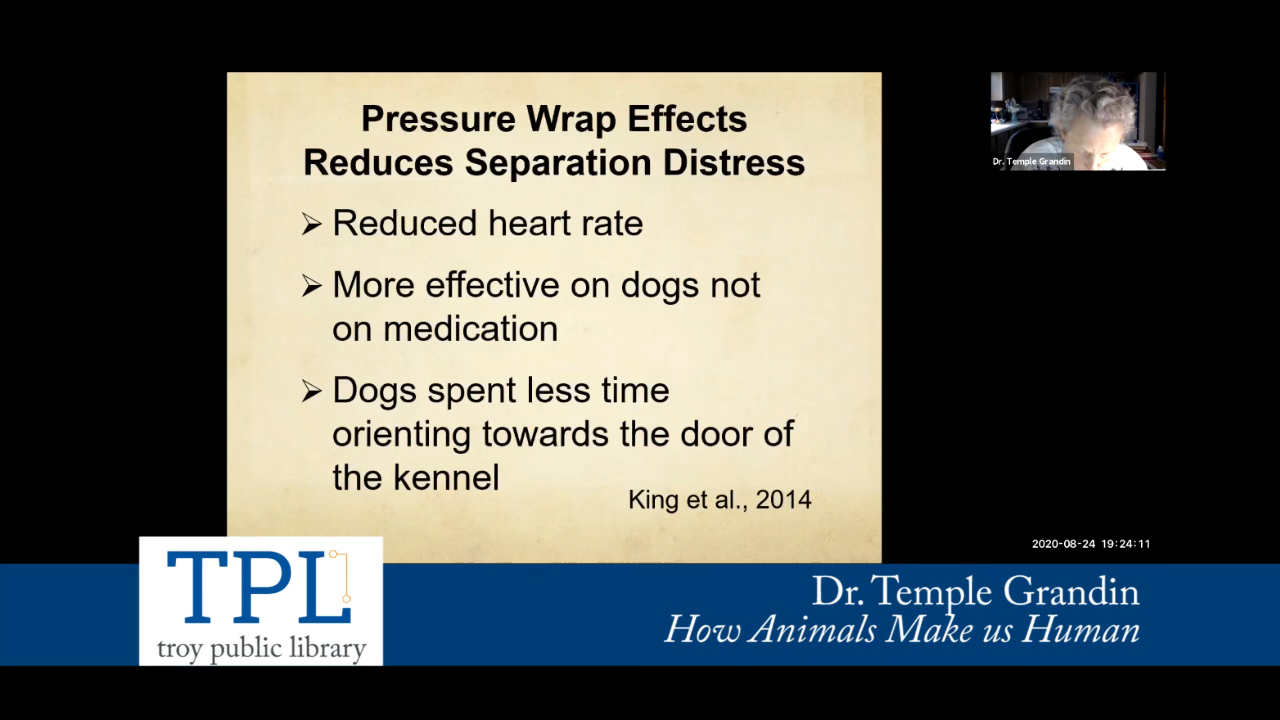 Pressure Wrap Effects
Reduces Separation Distress
➢ Reduced heart rate
➢ More effective on dogs not
on medication
➢ Dogs spent less time
orienting towards the door of
the kennel
King et al., 2014
Dr. Temple Grandin
2020-08-24 19:24:11
TPL
troy public library
Dr. Temple Grandin
How Animals Make us Human